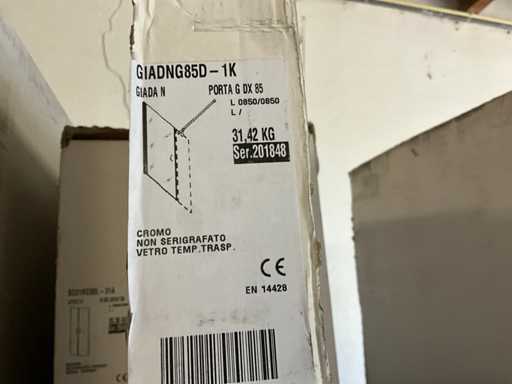 GIADNG85D-1K
GIADA N PORTA G DX 85
L 0850/0850
L /
31,42 KG
Ser.201848
CROMO
NON SERIGRAFATO
VETRO TEMP.TRASP.
CE
EN 14428